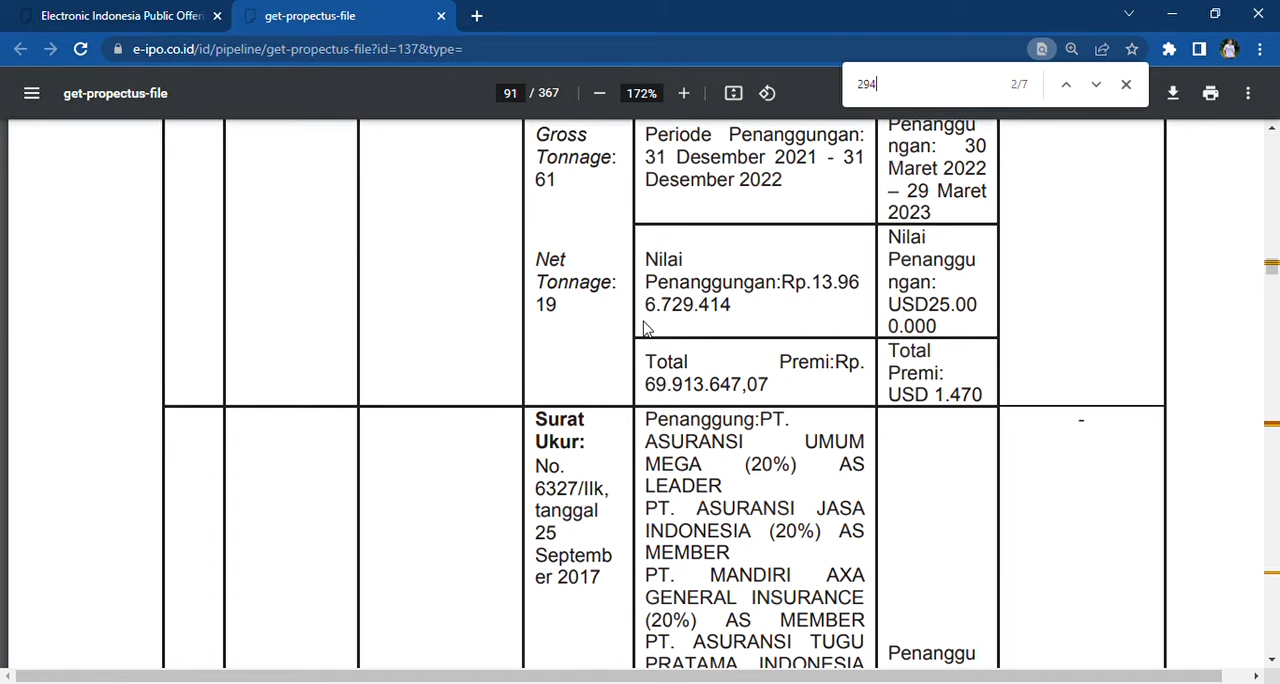 Electronic Indonesia Public Offeri
get-propectus-file
e-ipo.co.id/id/pipeline/get-propectus-file?id=137&type=
294
2/7
get-propectus-file
91 / 367
172%
Gross
Tonnage:
61
Net
Tonnage:
19
Periode Penanggungan:
31 Desember 2021 - 31
Desember 2022
Penanggu
ngan: 30
Maret 2022
– 29 Maret
2023
Nilai
Penanggungan:Rp.13.96
6.729.414
Nilai
Penanggu
ngan:
USD25.00
0.000
Total Premi:Rp.
69.913.647,07
Total
Premi:
USD 1.470
Surat
Ukur:
No.
6327/IIk,
tanggal
25
Septemb
er 2017
Penanggung:PT.
ASURANSI UMUM
MEGA (20%) AS
LEADER
PT. ASURANSI JASA
INDONESIA (20%) AS
MEMBER
PT. MANDIRI AXA
GENERAL INSURANCE
(20%) AS MEMBER
PT. ASURANSI TUGU
PRATAMA INDONESIA
Penanggu
-